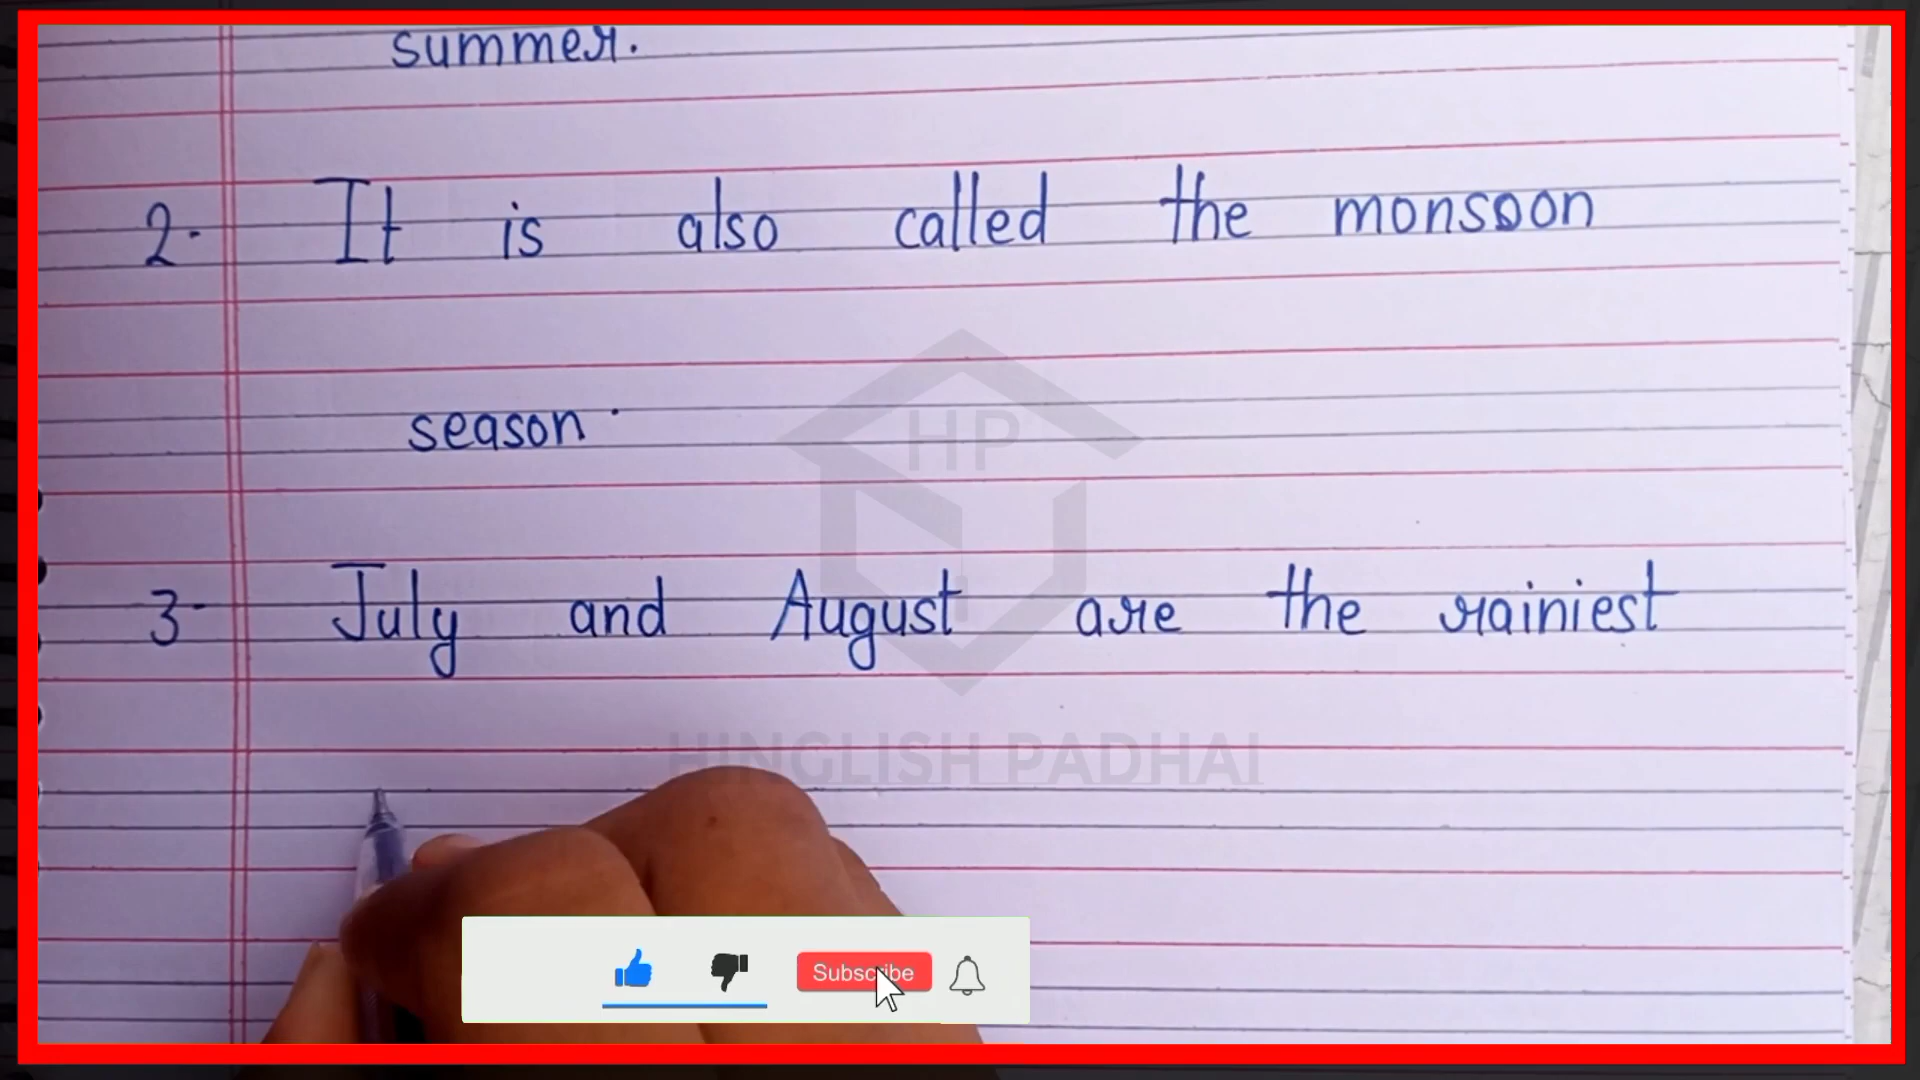 summer.
2- It is also called the monsoon
season.
HP
3- July and August are the rainiest
H
HINGLISH PADHAI
Subscribe